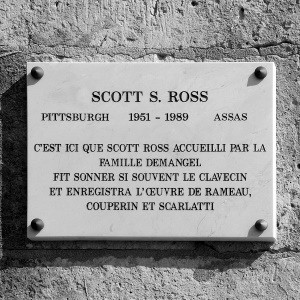 SCOTT S. ROSS
PITTSBURGH 1951 - 1989 ASSAS
C'EST ICI QUE SCOTT ROSS ACCUEILLI PAR LA
FAMILLE DEMANGEL
FIT SONNER SI SOUVENT LE CLAVECIN
ET ENREGISTRA L'ŒUVRE DE RAMEAU,
COUPERIN ET SCARLATTI